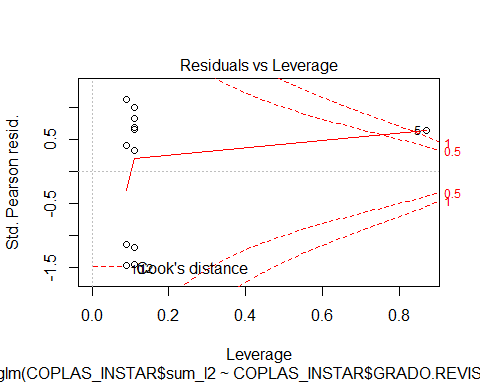 Residuals vs Leverage
Std. Pearson resid.
0.5
-0.5
-1.5
5
1
0.5
0.5
1
Cook's distance
0.0
0.2
0.4
0.6
0.8
Leverage
glm(COPLAS_INSTAR$sum_l2 ~ COPLAS_INSTAR$GRADO.REVIS